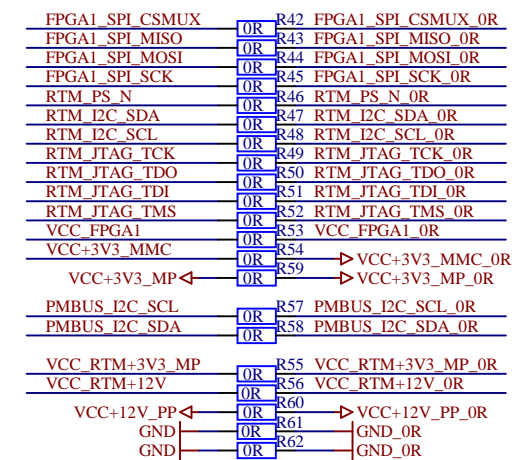 FPGA1_SPI_CSMUX 0R R42 FPGA1_SPI_CSMUX_0R
FPGA1_SPI_MISO 0R R43 FPGA1_SPI_MISO_0R
FPGA1_SPI_MOSI 0R R44 FPGA1_SPI_MOSI_0R
FPGA1_SPI_SCK 0R R45 FPGA1_SPI_SCK_0R
RTM_PS_N 0R R46 RTM_PS_N_0R
RTM_I2C_SDA 0R R47 RTM_I2C_SDA_0R
RTM_I2C_SCL 0R R48 RTM_I2C_SCL_0R
RTM_JTAG_TCK 0R R49 RTM_JTAG_TCK_0R
RTM_JTAG_TDO 0R R50 RTM_JTAG_TDO_0R
RTM_JTAG_TDI 0R R51 RTM_JTAG_TDI_0R
RTM_JTAG_TMS 0R R52 RTM_JTAG_TMS_0R
VCC_FPGA1 0R R53 VCC_FPGA1_0R
VCC+3V3_MMC 0R R54 VCC+3V3_MMC_0R
VCC+3V3_MP 0R R59 VCC+3V3_MP_0R
PMBUS_I2C_SCL 0R R57 PMBUS_I2C_SCL_0R
PMBUS_I2C_SDA 0R R58 PMBUS_I2C_SDA_0R
VCC_RTM+3V3_MP 0R R55 VCC_RTM+3V3_MP_0R
VCC_RTM+12V 0R R56 VCC_RTM+12V_0R
VCC+12V_PP 0R R60 VCC+12V_PP_0R
GND 0R R61 GND_0R
GND 0R R62 GND_0R